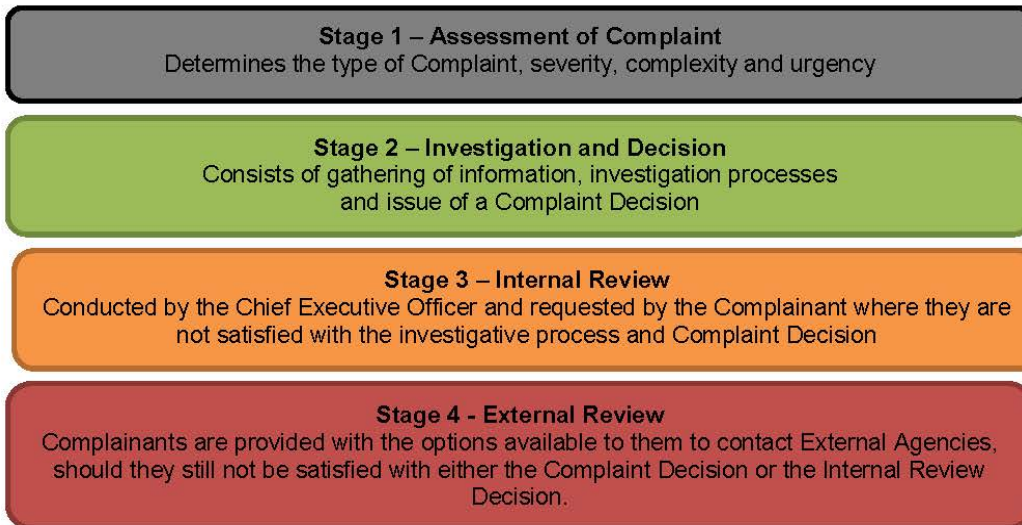 Stage 1 – Assessment of Complaint
Determines the type of Complaint, severity, complexity and urgency
Stage 2 – Investigation and Decision
Consists of gathering of information, investigation processes
and issue of a Complaint Decision
Stage 3 – Internal Review
Conducted by the Chief Executive Officer and requested by the Complainant where they are
not satisfied with the investigative process and Complaint Decision
Stage 4 - External Review
Complainants are provided with the options available to them to contact External Agencies,
should they still not be satisfied with either the Complaint Decision or the Internal Review
Decision.